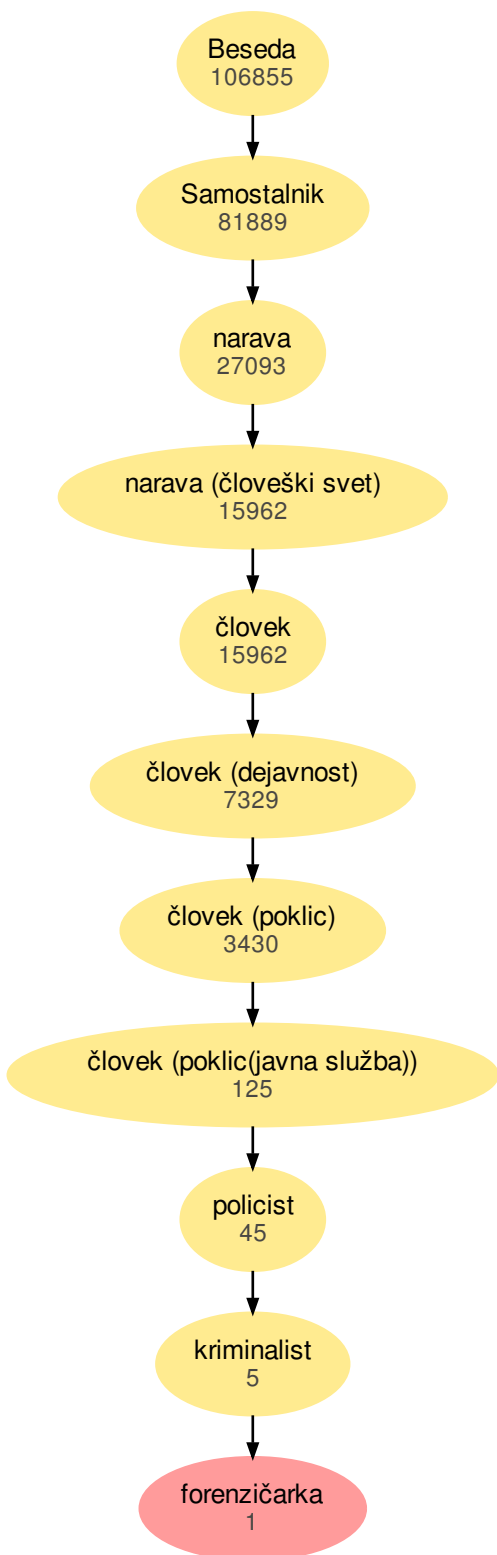 Beseda
106855
Samostalnik
81889
narava
27093
narava (človeški svet)
15962
človek
15962
človek (dejavnost)
7329
človek (poklic)
3430
človek (poklic(javna služba))
125
policist
45
kriminalist
5
forenzičarka
1